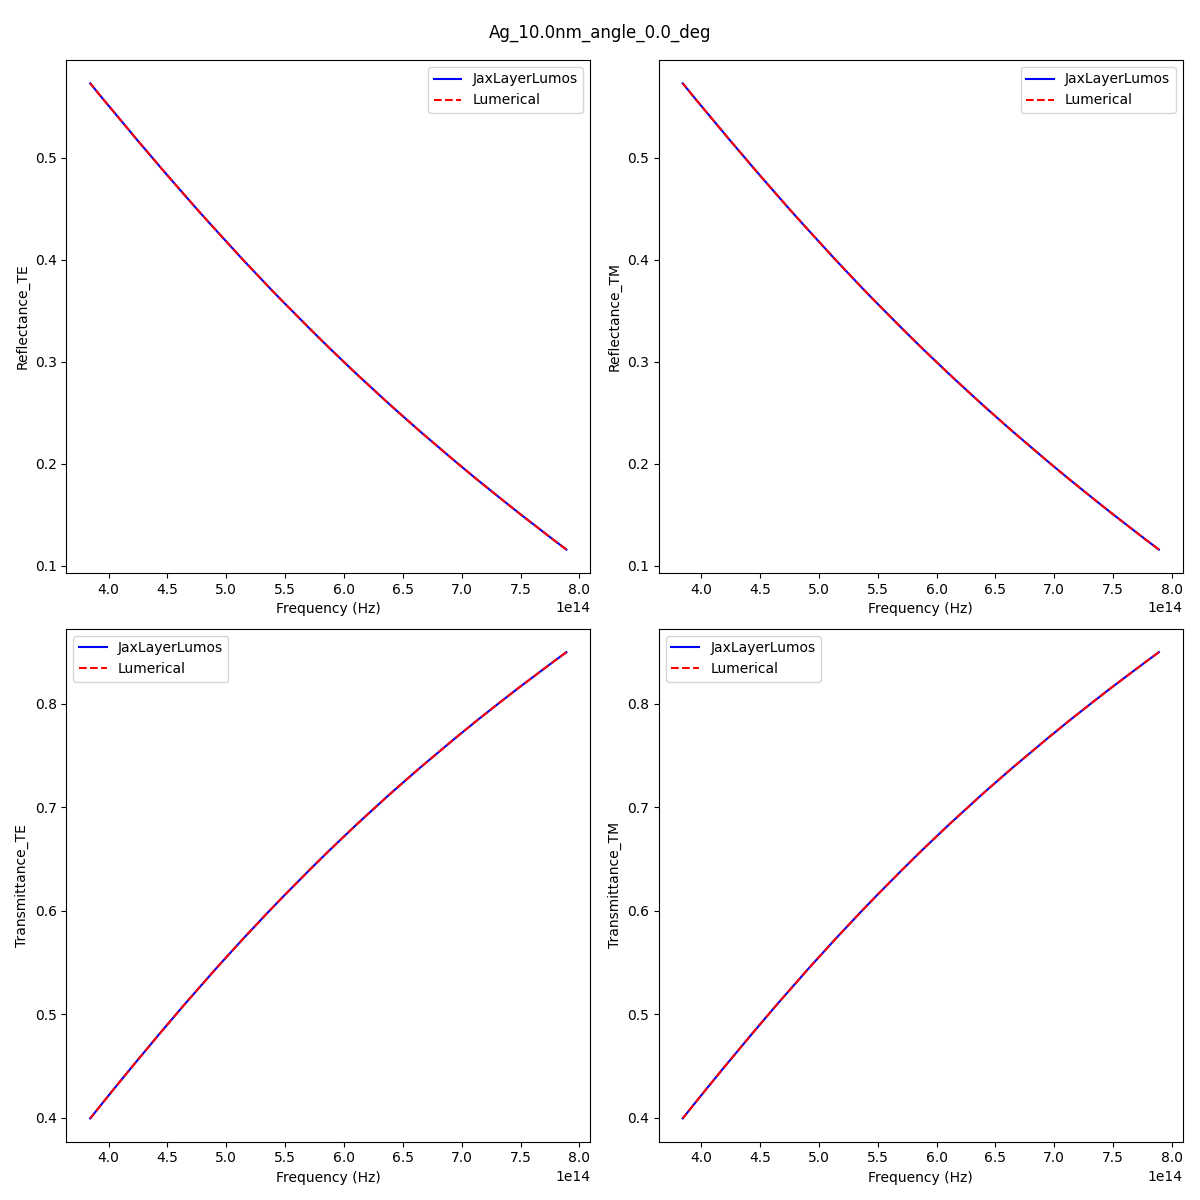 Ag_10.0nm_angle_0.0_deg
JaxLayerLumos
Lumerical
0.5
0.4
0.3
0.2
0.1
Reflectance_TE
4.0 4.5 5.0 5.5 6.0 6.5 7.0 7.5 8.0
Frequency (Hz)
1e14
JaxLayerLumos
Lumerical
0.5
0.4
0.3
0.2
0.1
Reflectance_TM
4.0 4.5 5.0 5.5 6.0 6.5 7.0 7.5 8.0
Frequency (Hz)
1e14
JaxLayerLumos
Lumerical
0.8
0.7
0.6
0.5
0.4
Transmittance_TE
4.0 4.5 5.0 5.5 6.0 6.5 7.0 7.5 8.0
Frequency (Hz)
1e14
JaxLayerLumos
Lumerical
0.8
0.7
0.6
0.5
0.4
Transmittance_TM
4.0 4.5 5.0 5.5 6.0 6.5 7.0 7.5 8.0
Frequency (Hz)
1e14